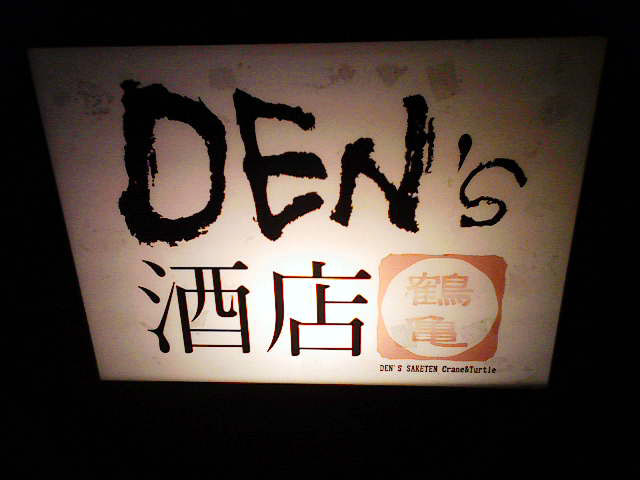 DEN's
酒店
鶴
亀
DEN'S SAKETEN Crane&Turtle